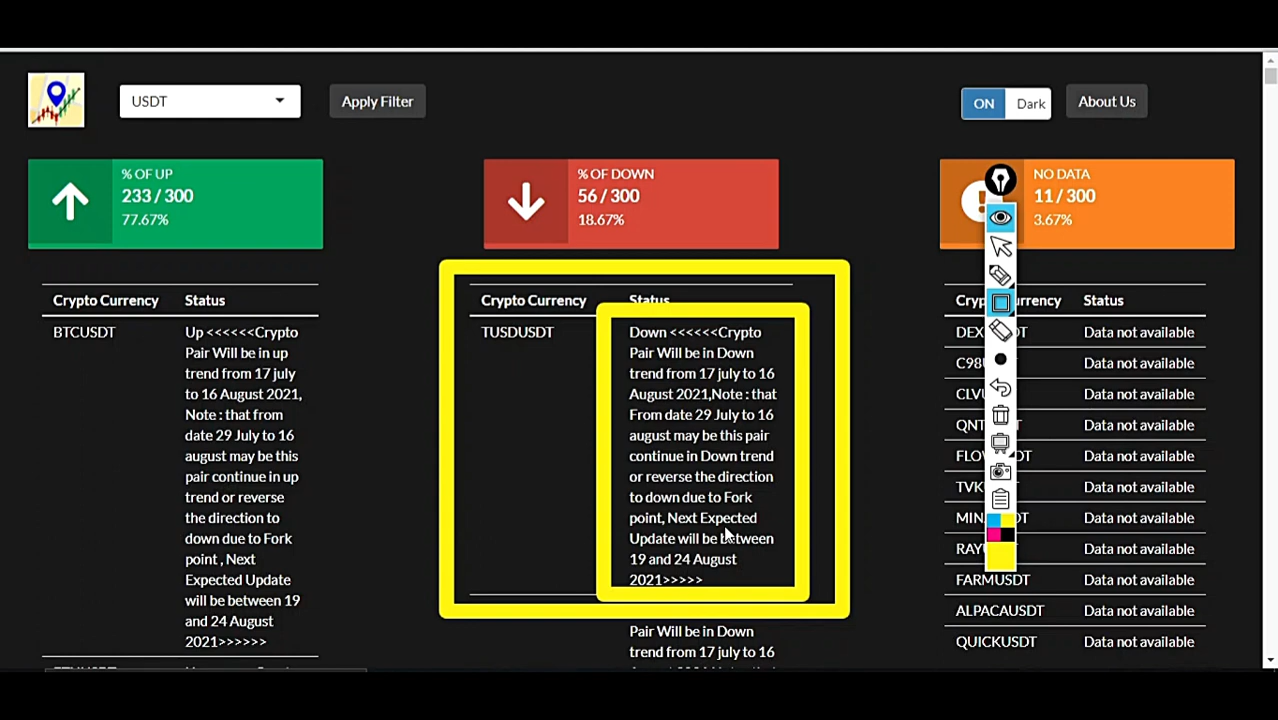 USDT
Apply Filter
ON
Dark
About Us
% OF UP
233 / 300
77.67%
% OF DOWN
56 / 300
18.67%
NO DATA
11 / 300
3.67%
Crypto Currency Status
BTCUSDT
Up <<<<<<Crypto
Pair Will be in up
trend from 17 july
to 16 August 2021,
Note : that from
date 29 July to 16
august may be this
pair continue in up
trend or reverse
the direction to
down due to Fork
point , Next
Expected Update
will be between 19
and 24 August
2021>>>>>>
Crypto Currency Status
TUSDUSDT
Down <<<<<<Crypto
Pair Will be in Down
trend from 17 july to 16
August 2021,Note : that
From date 29 July to 16
august may be this pair
continue in Down trend
or reverse the direction
to down due to Fork
point, Next Expected
Update will be between
19 and 24 August
2021>>>>>
Pair Will be in Down
trend from 17 july to 16
Status
Data not available
Data not available
Data not available
Data not available
Data not available
Data not available
Data not available
Data not available
FARMUSDT Data not available
ALPACAUSDT Data not available
QUICKUSDT Data not available